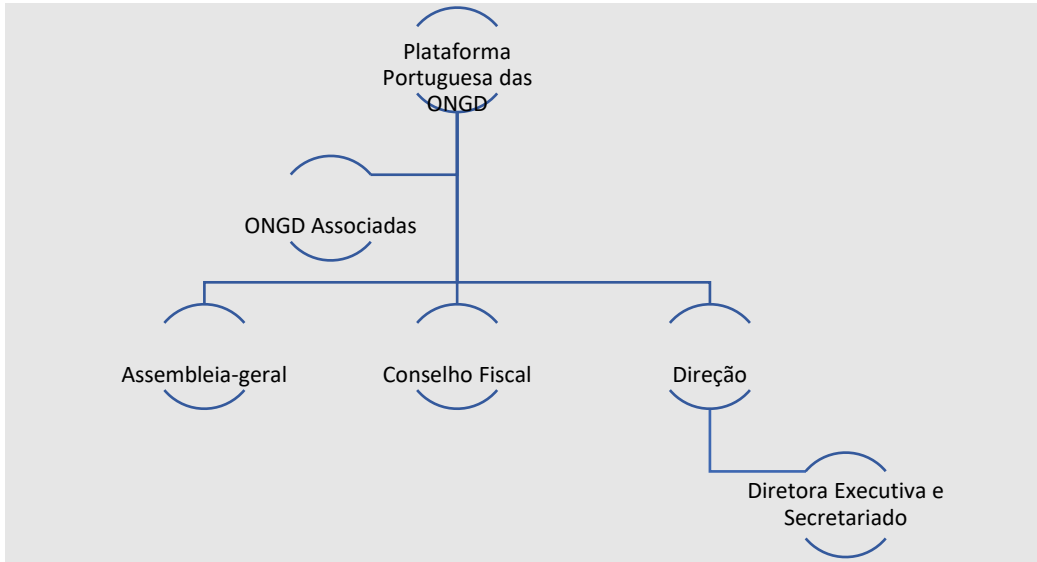 Plataforma
Portuguesa das
ONGD
ONGD Associadas
Assembleia-geral
Conselho Fiscal
Direção
Diretora Executiva e
Secretariado